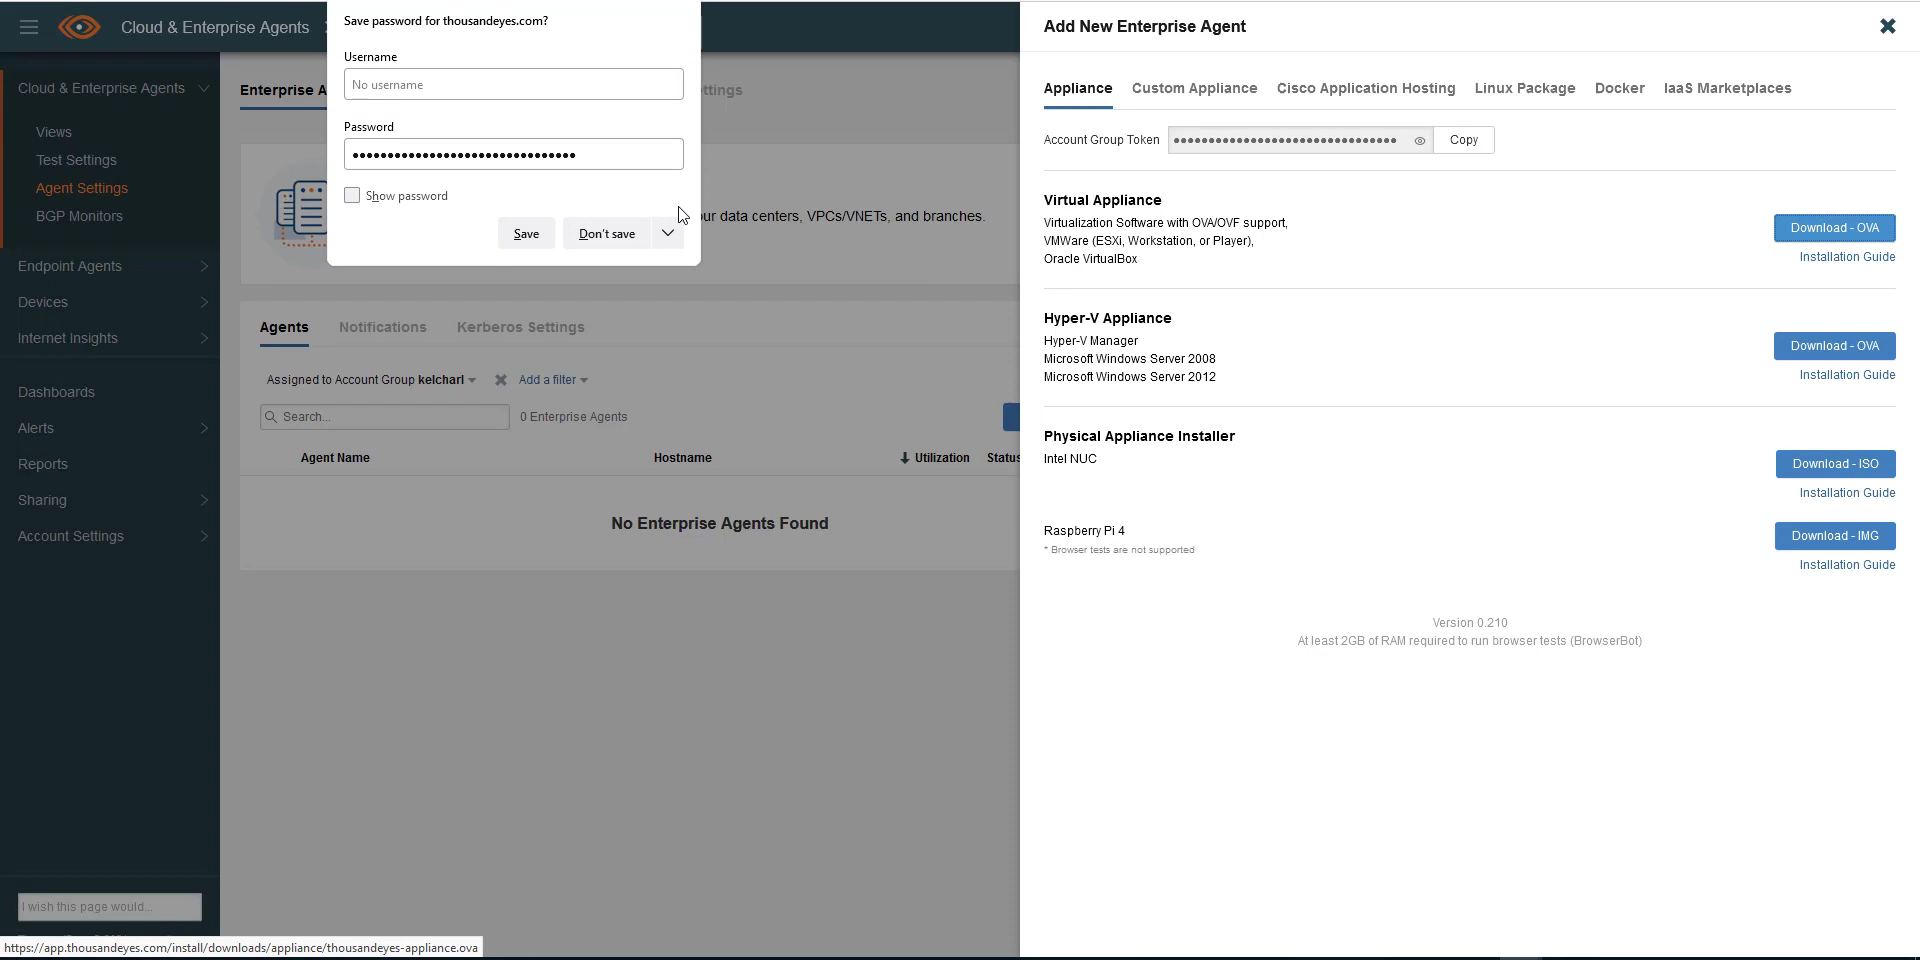 Cloud & Enterprise Agents
Save password for thousandeyes.com?
Username
No username
Password
Show password
Save
Don't save
Cloud & Enterprise Agents
Views
Test Settings
Agent Settings
BGP Monitors
Endpoint Agents
Devices
Internet Insights
Dashboards
Alerts
Reports
Sharing
Account Settings
I wish this page would...
https://app.thousandeyes.com/install/downloads/appliance/thousandeyes-appliance.ova
Enterprise A
ttings
ur data centers, VPCs/VNETs, and branches.
Agents Notifications Kerberos Settings
Assigned to Account Group kelcharl Add a filter
Search... 0 Enterprise Agents
Agent Name Hostname Utilization Status
No Enterprise Agents Found
Add New Enterprise Agent
Appliance Custom Appliance Cisco Application Hosting Linux Package Docker IaaS Marketplaces
Account Group Token Copy
Virtual Appliance
Virtualization Software with OVA/OVF support,
VMWare (ESXi, Workstation, or Player),
Oracle VirtualBox
Download - OVA
Installation Guide
Hyper-V Appliance
Hyper-V Manager
Microsoft Windows Server 2008
Microsoft Windows Server 2012
Download - OVA
Installation Guide
Physical Appliance Installer
Intel NUC
Download - ISO
Installation Guide
Raspberry Pi 4
* Browser tests are not supported
Download - IMG
Installation Guide
Version 0.210
At least 2GB of RAM required to run browser tests (BrowserBot)